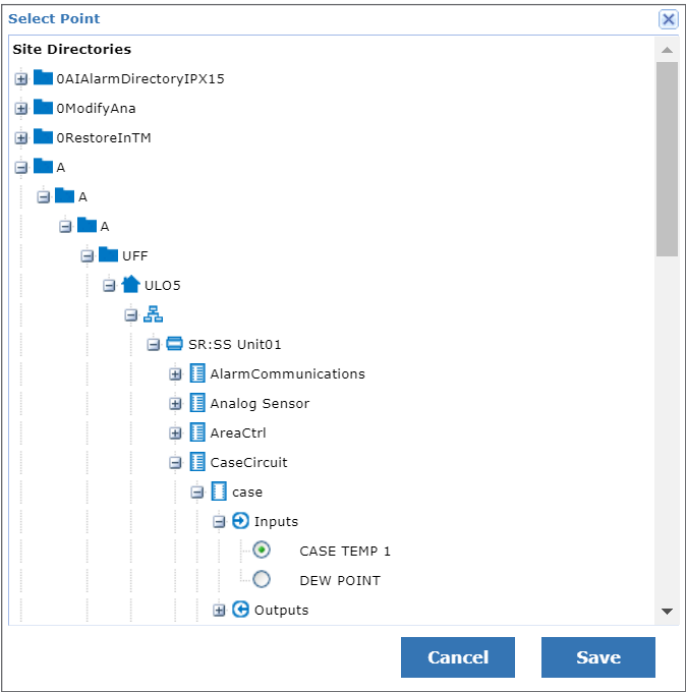 Select Point
Site Directories
0AIAlarmDirectoryIPX15
0ModifyAna
0RestoreInTM
A
A
A
UFF
ULO5
SR:SS Unit01
AlarmCommunications
Analog Sensor
AreaCtrl
CaseCircuit
case
Inputs
CASE TEMP 1
DEW POINT
Outputs
Cancel Save